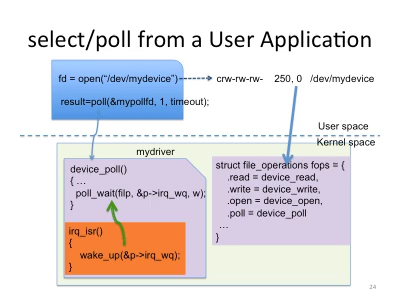 select/poll from a User Application
fd = open(“/dev/mydevice”)
crw-rw-rw- 250, 0 /dev/mydevice
result=poll(&mypollfd, 1, timeout);
User space
Kernel space
mydriver
device_poll()
{ …
poll_wait(filp, &p->irq_wq, w);
}
irq_isr()
{
wake_up(&p->irq_wq);
}
struct file_operations fops = {
.read = device_read,
.write = device_write,
.open = device_open,
.poll = device_poll
…
}
24